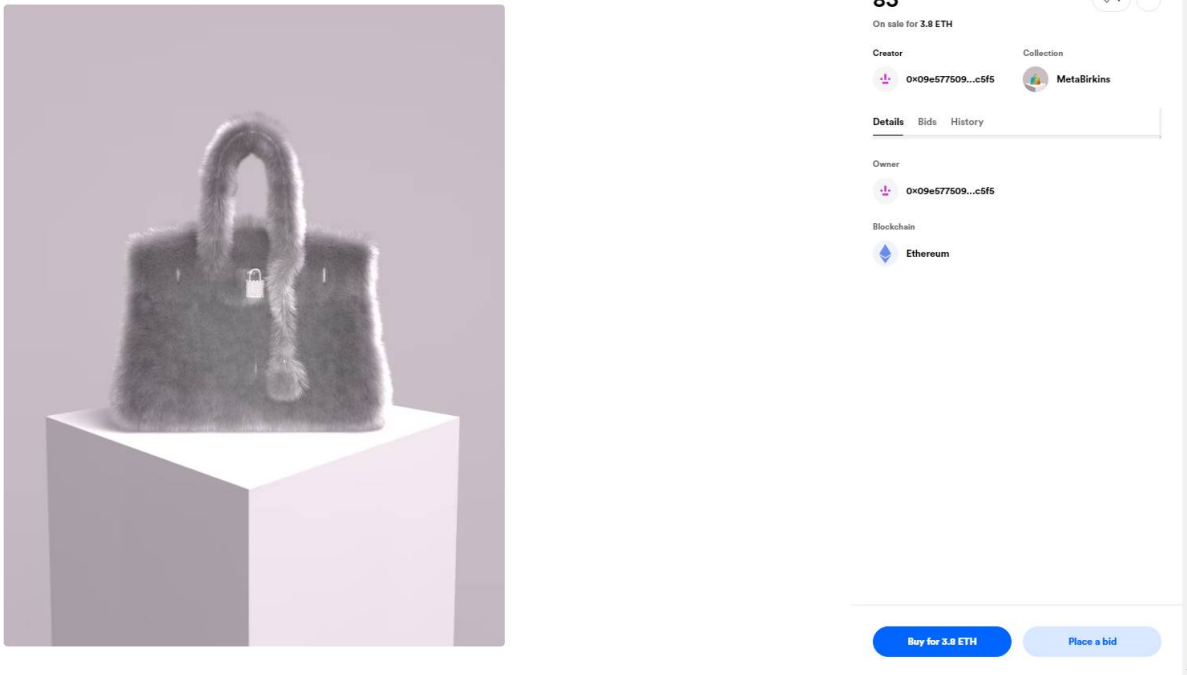 85
On sale for 3.8 ETH
Creator
Collection
0x09e577509...c5f5
MetaBirkins
Details Bids History
Owner
0x09e577509...c5f5
Blockchain
Ethereum
Buy for 3.8 ETH
Place a bid